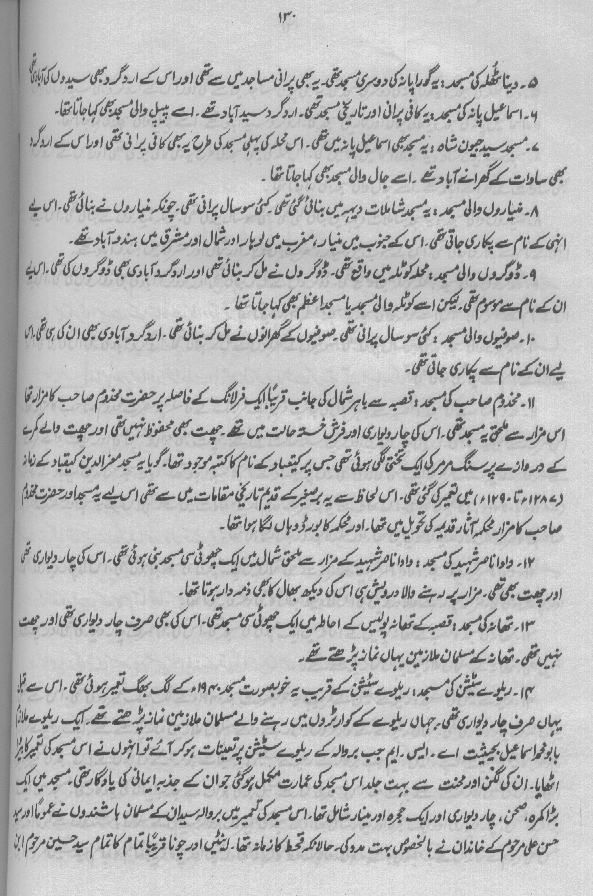 ۱۳۰
۵۔ دینا ٹھُلہ کی مسجد : یہ گوراپانہ کی دوسری مسجد تھی۔ یہ بھی پرانی مساجد میں سے تھی اور اس کے ارد گرد بھی سیدوں کی آبادی تھی
۶۔ اسماعیل پانہ کی مسجد : یہ کافی پرانی اور تاریخی مسجد تھی۔ اردگرد سید آباد تھے۔ اسے پیپل والی مسجد بھی کہا جاتا تھا۔
۷۔ مسجد سید جیون شاہ : یہ مسجد بھی اسماعیل پانہ میں تھی۔ اس محلہ کی پہلی مسجد کی طرح یہ بھی کافی پرانی تھی اور اس کے اردگرد
بھی سادات کے گھرانے آباد تھے۔ اسے جال والی مسجد بھی کہا جاتا تھا۔
۸۔ منیاروں والی مسجد : یہ مسجد شاملات دیہہ میں بنائی گئی تھی۔ کئی سو سال پرانی تھی۔ چونکہ منیاروں نے بنائی تھی۔ اس لیے
انہی کے نام سے پکاری جاتی تھی۔ اس کے جنوب میں منیار، مغرب میں لوہار اور شمال اور مشرق میں ہندو آباد تھے۔
۹۔ ڈوگروں والی مسجد : محلہ کوٹلہ میں واقع تھی۔ ڈوگروں نے مل کر بنائی تھی اور اردگرد آبادی بھی ڈوگروں کی تھی۔ اس لیے
ان کے نام سے موسوم تھی۔ لیکن اسے کوٹلہ والی مسجد یا مسجد اعظم بھی کہا جاتا تھا۔
۱۰۔ صوفیوں والی مسجد : کئی سو سال پرانی تھی۔ صوفیوں کے گھرانوں نے مل کر بنائی تھی۔ اردگرد آبادی بھی ان کی ہی تھی۔ اس
لیے ان کے نام سے پکاری جاتی تھی۔
۱۱۔ مخدوم صاحب کی مسجد : قصبہ سے باہر شمال کی جانب قریباً ایک فرلانگ کے فاصلہ پر حضرت مخدوم صاحب کا مزار تھا
اس مزار سے ملحق یہ مسجد تھی۔ اس کی چار دیواری اور فرش خستہ حالت میں تھے۔ چھت بھی محفوظ نہیں تھی اور چھت والے کمرے
کے دروازے پر سنگ مرمر کی ایک تختی لگی ہوئی تھی جس پر کیقباد کے نام کا کتبہ موجود تھا۔ گویا یہ مسجد معزالدین کیقباد کے زمانہ
(۱۲۸۷ء تا ۱۲۹۰ء) میں تعمیر کی گئی تھی۔ اس لحاظ سے یہ برصغیر کے قدیم تاریخی مقامات میں سے تھی اس لیے یہ مسجد اور حضرت مخدوم
صاحب کا مزار محکمہ آثار قدیمہ کی تحویل میں تھا۔ اور محکمہ کا بورڈ وہاں لگا ہوا تھا۔
۱۲۔ دادا ناصر شہید کی مسجد : دادا ناصر شہید کے مزار سے ملحق شمال میں ایک چھوٹی سی مسجد بنی ہوئی تھی۔ اس کی چار دیواری تھی
اور چھت بھی تھی۔ مزار پر رہنے والا درویش ہی اس کی دیکھ بھال کا بھی ذمہ دار ہوتا تھا۔
۱۳۔ تھانہ کی مسجد : قصبہ کے تھانہ پولیس کے احاطہ میں ایک چھوٹی سی مسجد تھی۔ اس کی بھی صرف چار دیواری تھی اور چھت
نہیں تھی۔ تھانہ کے مسلمان ملازمین یہاں نماز پڑھتے تھے۔
۱۴۔ ریلوے سٹیشن کی مسجد : ریلوے سٹیشن کے قریب یہ خوبصورت مسجد ۱۹۴۰ء کے لگ بھگ تعمیر ہوئی تھی۔ اس سے قبل
یہاں صرف چار دیواری تھی۔ جہاں ریلوے کے کوارٹروں میں رہنے والے مسلمان ملازمین نماز پڑھتے تھے۔ ایک ریلوے ملازم
بابو محمد اسماعیل بحیثیت اے۔ ایس۔ ایم جب بروالہ کے ریلوے سٹیشن پر تعینات ہو کر آئے تو انہوں نے اس مسجد کی تعمیر کا بیڑا
اٹھایا۔ ان کی لگن اور محنت سے بہت جلد اس مسجد کی عمارت مکمل ہو گئی جو ان کے جذبہ ایمانی کی یادگار تھی۔ مسجد میں ایک
بڑا کمرہ، صحن، چار دیواری اور ایک حجرہ اور مینار شامل تھا۔ اس مسجد کی تعمیر میں بروالہ سیدان کے مسلمان باشندوں نے عموماً اور سید
حسن علی مرحوم کے خاندان نے بالخصوص بہت مدد کی۔ حالانکہ قحط کا زمانہ تھا۔ اینٹیں اور چونا قریباً تمام کا تمام سید حسین مرحوم ابن